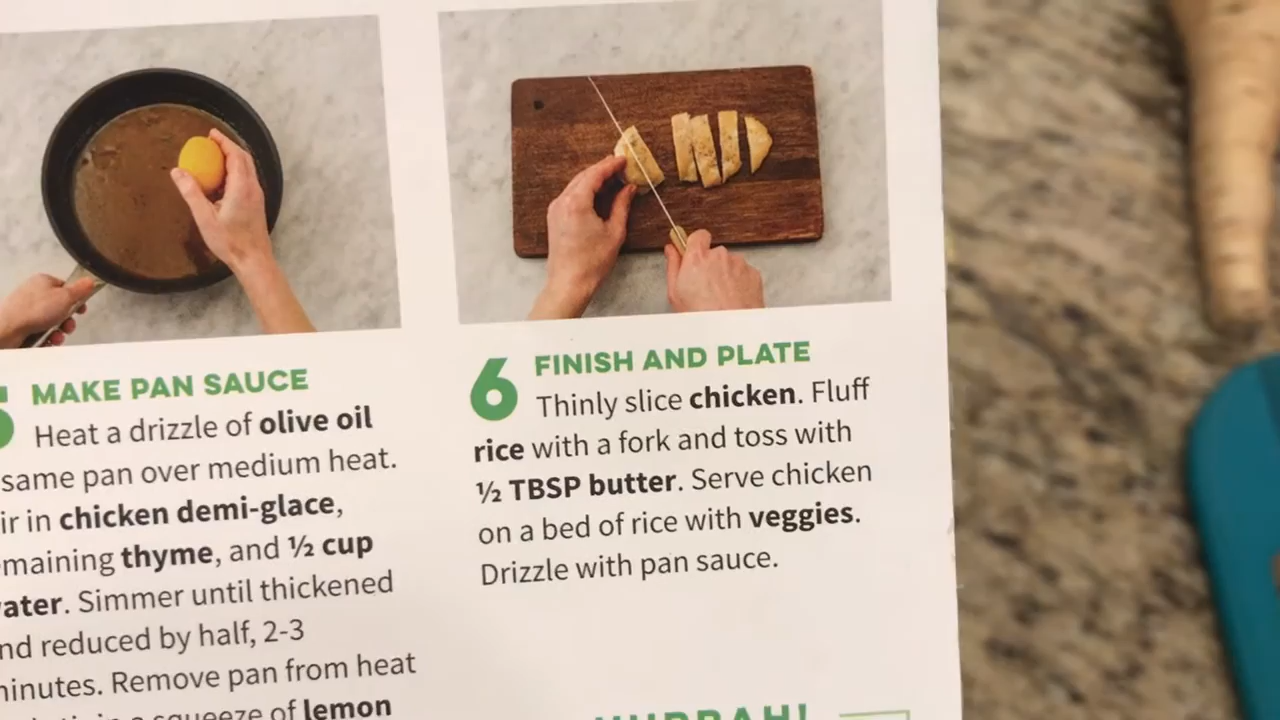 MAKE PAN SAUCE
Heat a drizzle of olive oil
same pan over medium heat.
chicken demi-glace,
thyme, and ½ cup
Simmer until thickened
reduced by half, 2-3
Remove pan from heat
squeeze of lemon
6 FINISH AND PLATE
Thinly slice chicken. Fluff
rice with a fork and toss with
½ TBSP butter. Serve chicken
on a bed of rice with veggies.
Drizzle with pan sauce.